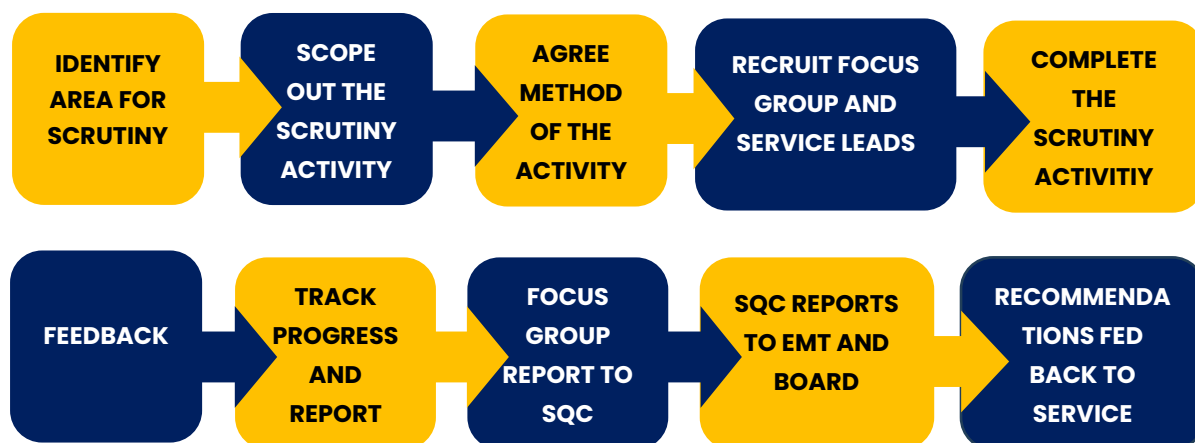 IDENTIFY
AREA FOR
SCRUTINY
SCOPE
OUT THE
SCRUTINY
ACTIVITY
AGREE
METHOD
OF THE
ACTIVITY
RECRUIT FOCUS
GROUP AND
SERVICE LEADS
COMPLETE
THE
SCRUTINY
ACTIVITIY
FEEDBACK
TRACK
PROGRESS
AND
REPORT
FOCUS
GROUP
REPORT TO
SQC
SQC REPORTS
TO EMT AND
BOARD
RECOMMENDA
TIONS FED
BACK TO
SERVICE